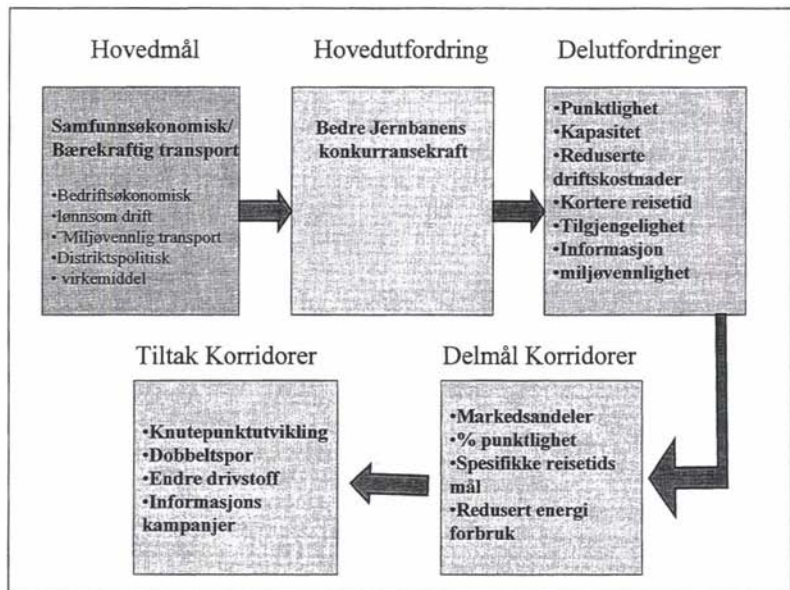 Hovedmål
Samfunnsøkonomisk/
Bærekraftig transport
•Bedriftsøkonomisk
•lønnsom drift
• Miljøvennlig transport
•Distriktspolitisk
• virkemiddel
Hovedutfordring
Bedre Jernbanens
konkurransekraft
Delutfordringer
•Punktlighet
•Kapasitet
•Reduserte
driftskostnader
•Kortere reisetid
•Tilgjengelighet
•Informasjon
•miljøvennlighet
Delmål Korridorer
•Markedsandeler
•% punktlighet
•Spesifikke reisetids
mål
•Redusert energi
forbruk
Tiltak Korridorer
•Knutepunktutvikling
•Dobbeltspor
•Endre drivstoff
•Informasjons
kampanjer